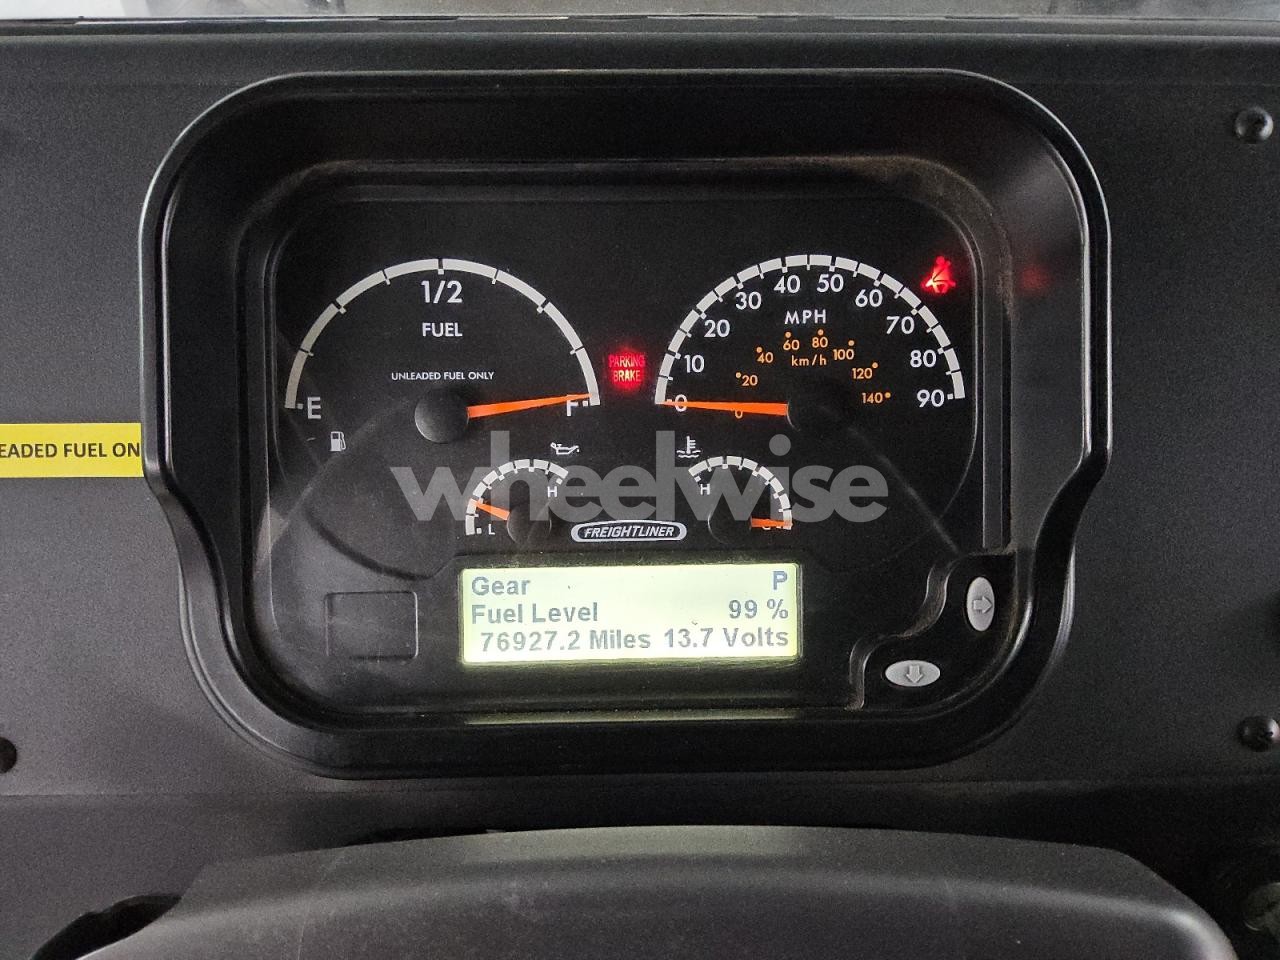 1/2
FUEL
UNLEADED FUEL ONLY
E
F
PARKING
BRAKE
0 10 20 30 40 50 60 70 80 90
MPH
0 20 40 60 80 100 120 140
km/h
EADED FUEL ON
L
H
H
C
wheelwise
FREIGHTLINER
Gear P
Fuel Level 99 %
76927.2 Miles 13.7 Volts